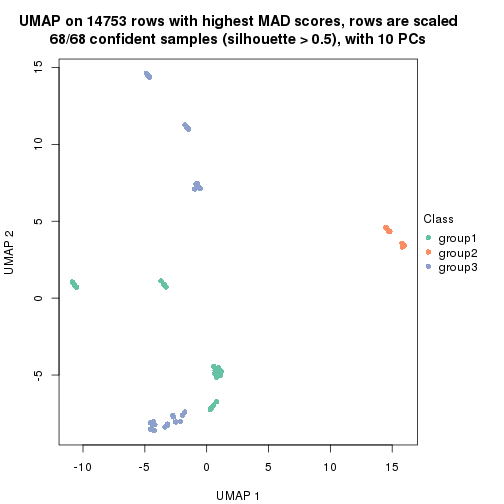 UMAP on 14753 rows with highest MAD scores, rows are scaled
68/68 confident samples (silhouette > 0.5), with 10 PCs
15
10
5
0
-5
UMAP 2
-10
-5
0
5
10
15
UMAP 1
Class
group1
group2
group3